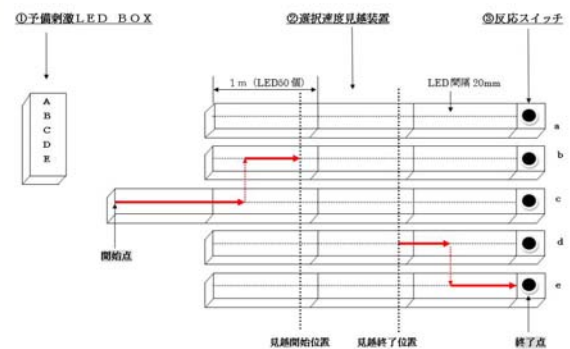 ①予備刺激LED BOX
②選択速度見越装置
③反応スイッチ
1m (LED50個)
LED間隔 20mm
A
B
C
D
E
a
b
c
d
e
開始点
見越開始位置
見越終了位置
終了点